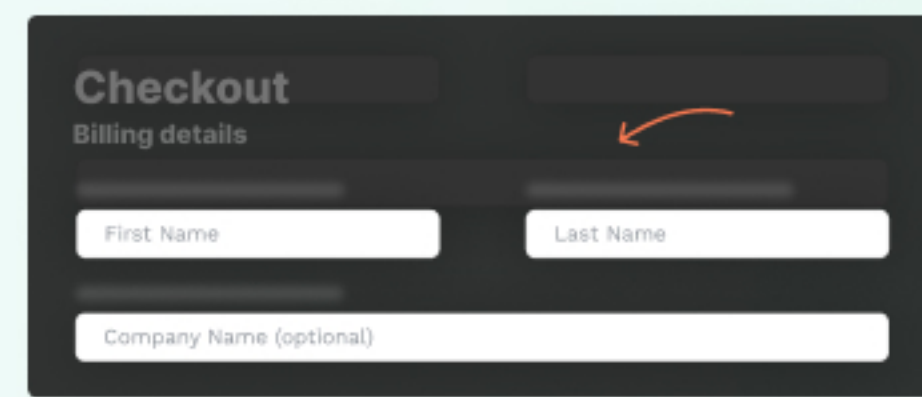 Checkout
Billing details
First Name Last Name
Company Name (optional)